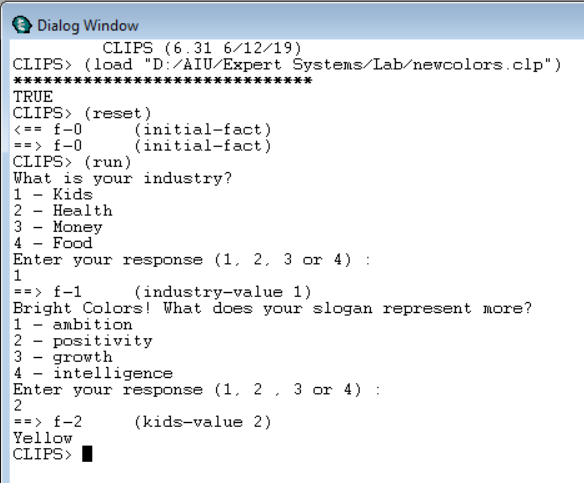 Dialog Window
CLIPS (6.31 6/12/19)
CLIPS> (load "D:/AIU/Expert Systems/Lab/newcolors.clp")
******************************
TRUE
CLIPS> (reset)
<== f-0     (initial-fact)
==> f-0     (initial-fact)
CLIPS> (run)
What is your industry?
1 - Kids
2 - Health
3 - Money
4 - Food
Enter your response (1, 2, 3 or 4) :
1
==> f-1     (industry-value 1)
Bright Colors! What does your slogan represent more?
1 - ambition
2 - positivity
3 - growth
4 - intelligence
Enter your response (1, 2 , 3 or 4) :
2
==> f-2     (kids-value 2)
Yellow
CLIPS>